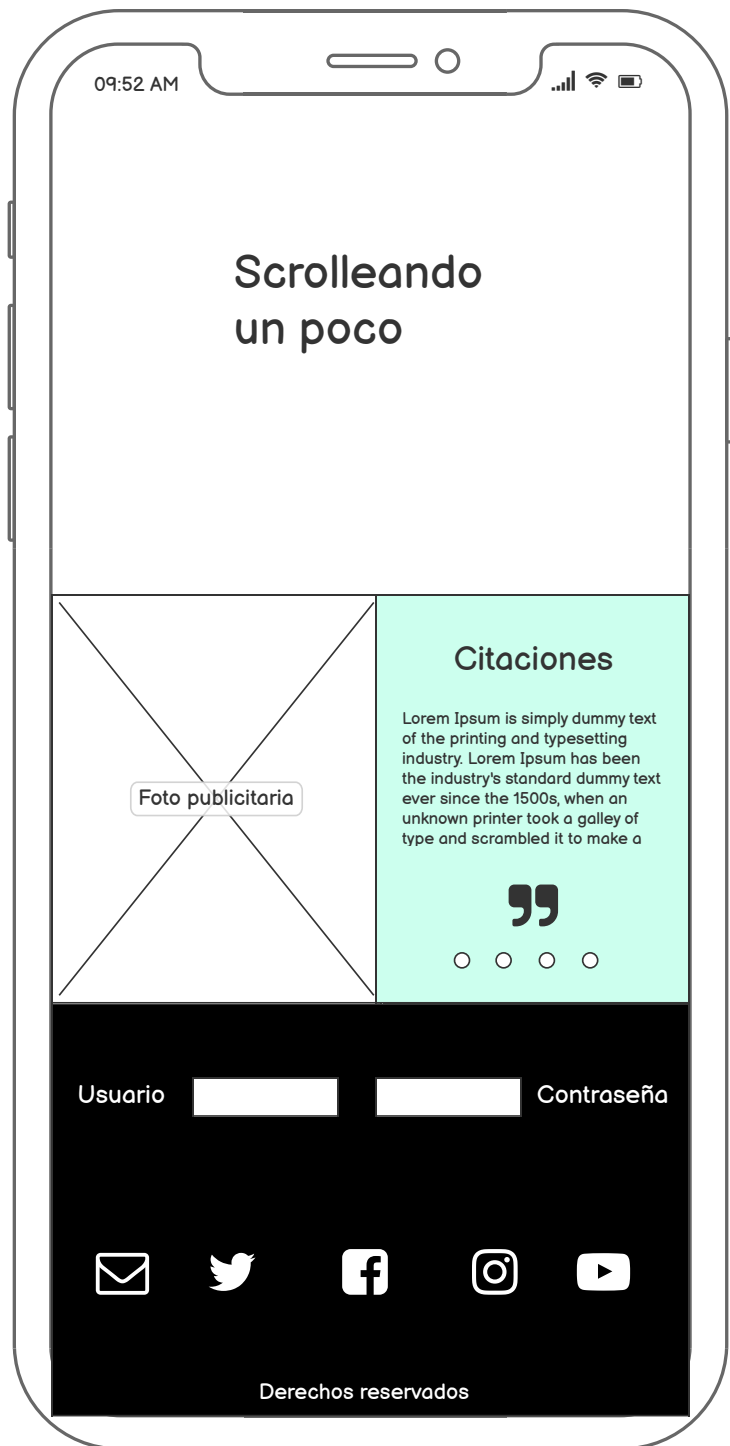 09:52 AM
Scrolleando
un poco
Foto publicitaria
Citaciones
Lorem Ipsum is simply dummy text
of the printing and typesetting
industry. Lorem Ipsum has been
the industry's standard dummy text
ever since the 1500s, when an
unknown printer took a galley of
type and scrambled it to make a
Usuario
Contraseña
Derechos reservados